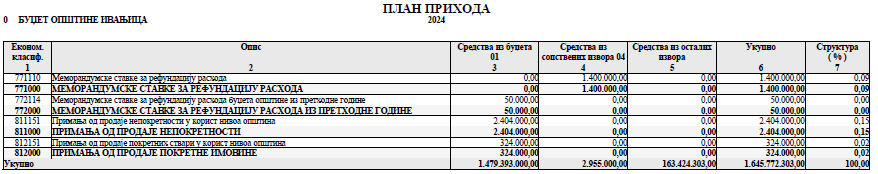 ПЛАН ПРИХОДА
0 БУЏЕТ ОПШТИНЕ ИВАЊИЦА 2024
Економ. класиф. Опис Средства из буџета 01 Средства из сопствених извора 04 Средства из осталих извора Укупно Структура ( % )
1 2 3 4 5 6 7
771110 Меморандумске ставке за рефундацију расхода 0,00 1.400.000,00 0,00 1.400.000,00 0,09
771000 МЕМОРАНДУМСКЕ СТАВКЕ ЗА РЕФУНДАЦИЈУ РАСХОДА 0,00 1.400.000,00 0,00 1.400.000,00 0,09
772114 Меморандумске ставке за рефундацију расхода буџета општине из претходне године 50.000,00 0,00 0,00 50.000,00 0,00
772000 МЕМОРАНДУМСКЕ СТАВКЕ ЗА РЕФУНДАЦИЈУ РАСХОДА ИЗ ПРЕТХОДНЕ ГОДИНЕ 50.000,00 0,00 0,00 50.000,00 0,00
811151 Примања од продаје непокретности у корист нивоа општина 2.404.000,00 0,00 0,00 2.404.000,00 0,15
811000 ПРИМАЊА ОД ПРОДАЈЕ НЕПОКРЕТНОСТИ 2.404.000,00 0,00 0,00 2.404.000,00 0,15
812151 Примања од продаје покретних ствари у корист нивоа општина 324.000,00 0,00 0,00 324.000,00 0,02
812000 ПРИМАЊА ОД ПРОДАЈЕ ПОКРЕТНЕ ИМОВИНЕ 324.000,00 0,00 0,00 324.000,00 0,02
Укупно 1.479.393.000,00 2.955.000,00 163.424.303,00 1.645.772.303,00 100,00